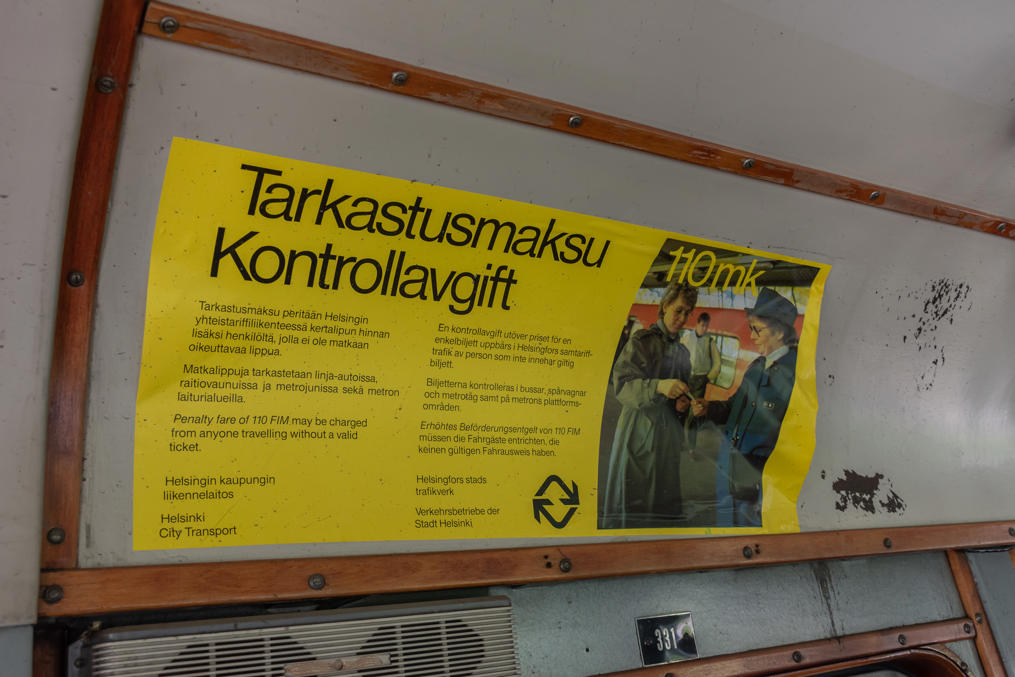 Tarkastusmaksu
Kontrollavgift
110 mk
Tarkastusmaksu peritään Helsingin
yhteistariffiliikenteessä kertalipun hinnan
lisäksi henkilöltä, jolla ei ole matkaan
oikeuttavaa lippua.
Matkalippuja tarkastetaan linja-autoissa,
raitiovaunuissa ja metrojunissa sekä metron
laiturialueilla.
Penalty fare of 110 FIM may be charged
from anyone travelling without a valid
ticket.
Helsingin kaupungin
liikennelaitos
Helsinki
City Transport
En kontrollavgift utöver priset för en
enkelbiljett uppbärs i Helsingfors samtariff-
trafik av person som inte innehar giltig
biljett.
Biljetterna kontrolleras i bussar, spårvagnar
och metrotåg samt på metrons plattforms-
områden.
Erhöhtes Beförderungsentgelt von 110 FIM
müssen die Fahrgäste entrichten, die
keinen gültigen Fahrausweis haben.
Helsingfors stads
trafikverk
Verkehrsbetriebe der
Stadt Helsinki
331